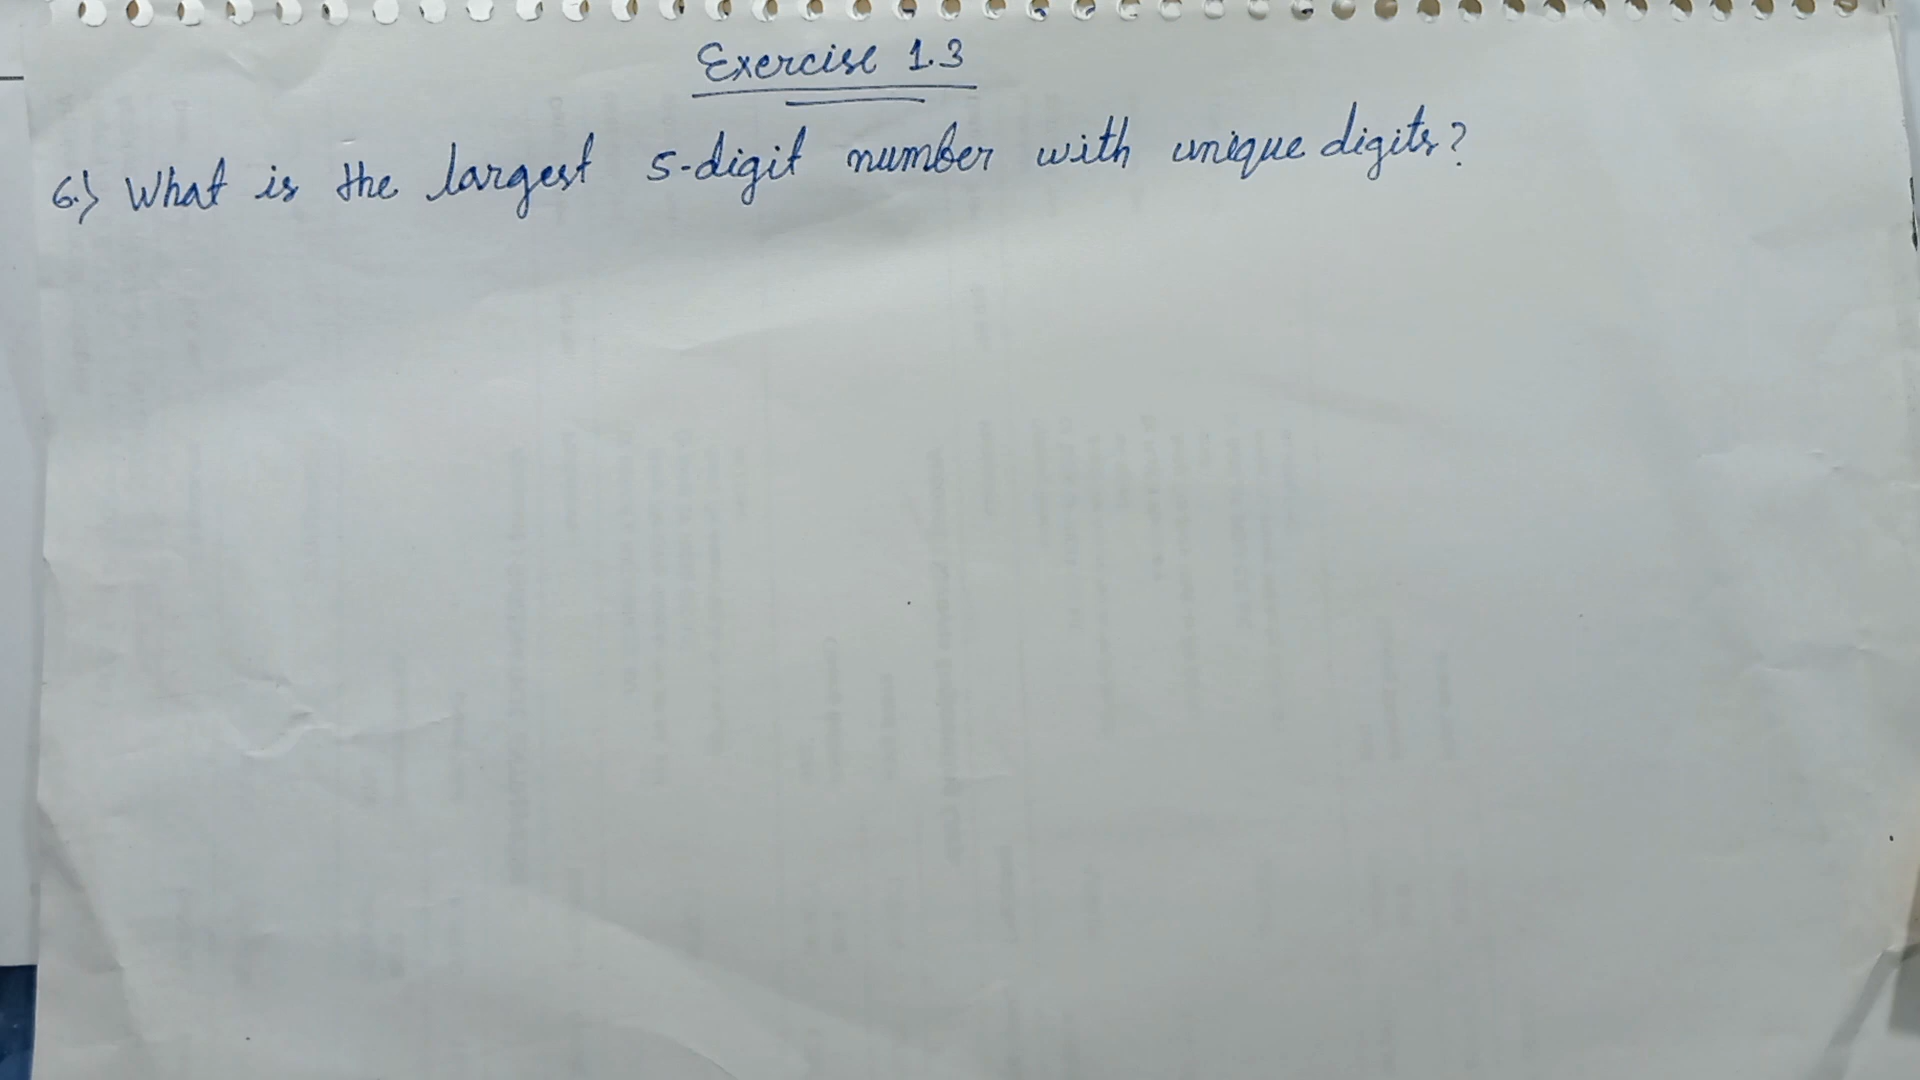 Exercise 1.3
6.) What is the largest 5-digit number with unique digits?